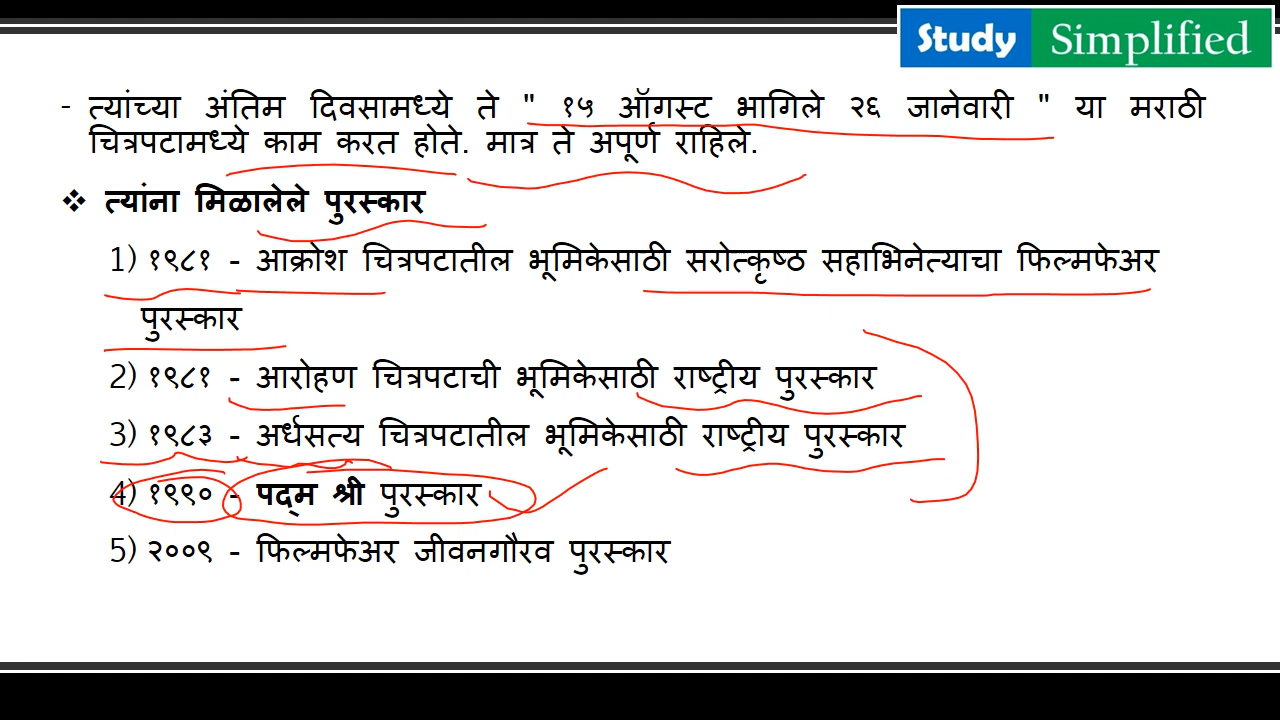 Study Simplified
- त्यांच्या अंतिम दिवसामध्ये ते " १५ ऑगस्ट भागिले २६ जानेवारी " या मराठी
चित्रपटामध्ये काम करत होते. मात्र ते अपूर्ण राहिले.
❖ त्यांना मिळालेले पुरस्कार
1) १९८१ - आक्रोश चित्रपटातील भूमिकेसाठी सरोत्कृष्ठ सहाभिनेत्याचा फिल्मफेअर
पुरस्कार
2) १९८१ - आरोहण चित्रपटाची भूमिकेसाठी राष्ट्रीय पुरस्कार
3) १९८३ - अर्धसत्य चित्रपटातील भूमिकेसाठी राष्ट्रीय पुरस्कार
4) १९९० - पद्म श्री पुरस्कार
5) २००९ - फिल्मफेअर जीवनगौरव पुरस्कार